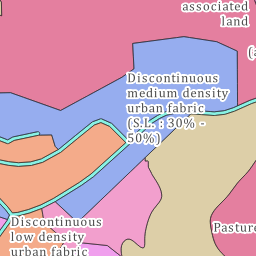 associated
land
(a
Discontinuous
medium density
urban fabric
(S.L. : 30% -
50%)
Discontinuous
low density
urban fabric
Pasture